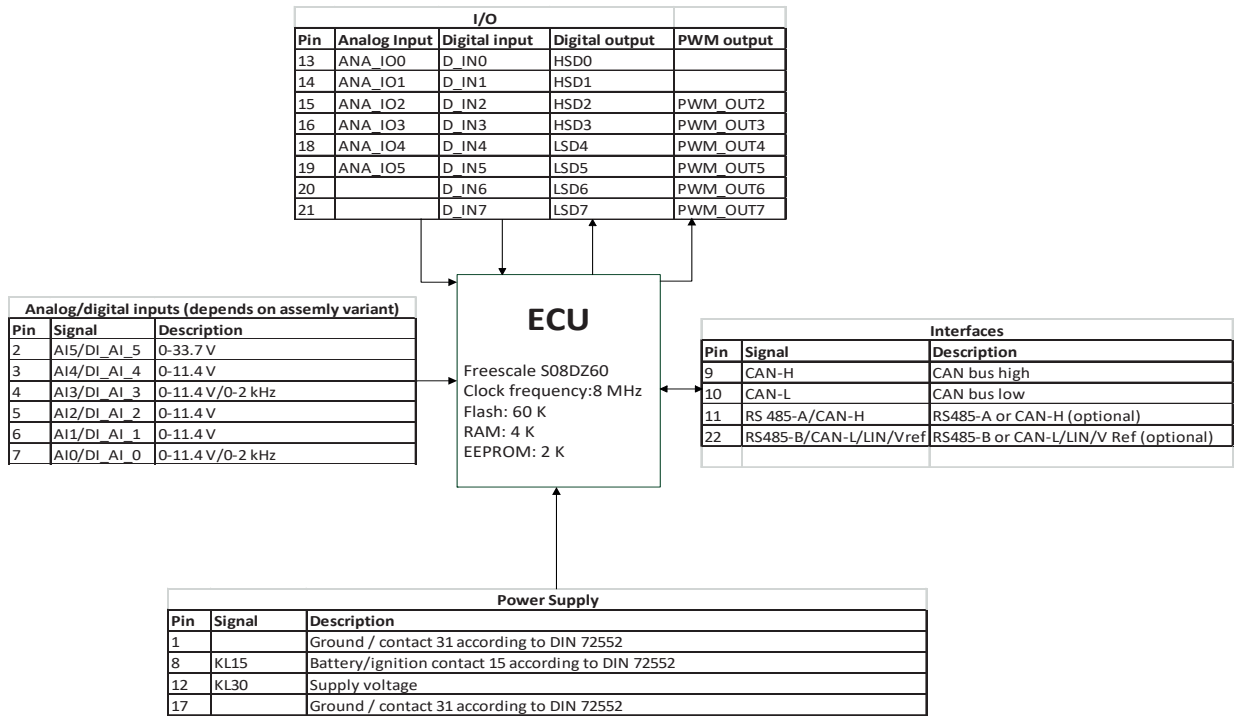 I/O
Pin Analog Input Digital input Digital output PWM output
13 ANA_IO0 D_IN0 HSD0
14 ANA_IO1 D_IN1 HSD1
15 ANA_IO2 D_IN2 HSD2 PWM_OUT2
16 ANA_IO3 D_IN3 HSD3 PWM_OUT3
18 ANA_IO4 D_IN4 LSD4 PWM_OUT4
19 ANA_IO5 D_IN5 LSD5 PWM_OUT5
20 D_IN6 LSD6 PWM_OUT6
21 D_IN7 LSD7 PWM_OUT7
Analog/digital inputs (depends on assemly variant)
Pin Signal Description
2 AI5/DI_AI_5 0-33.7 V
3 AI4/DI_AI_4 0-11.4 V
4 AI3/DI_AI_3 0-11.4 V/0-2 kHz
5 AI2/DI_AI_2 0-11.4 V
6 AI1/DI_AI_1 0-11.4 V
7 AI0/DI_AI_0 0-11.4 V/0-2 kHz
ECU
Freescale S08DZ60
Clock frequency:8 MHz
Flash: 60 K
RAM: 4 K
EEPROM: 2 K
Interfaces
Pin Signal Description
9 CAN-H CAN bus high
10 CAN-L CAN bus low
11 RS 485-A/CAN-H RS485-A or CAN-H (optional)
22 RS485-B/CAN-L/LIN/Vref RS485-B or CAN-L/LIN/V Ref (optional)
Power Supply
Pin Signal Description
1 Ground / contact 31 according to DIN 72552
8 KL15 Battery/ignition contact 15 according to DIN 72552
12 KL30 Supply voltage
17 Ground / contact 31 according to DIN 72552